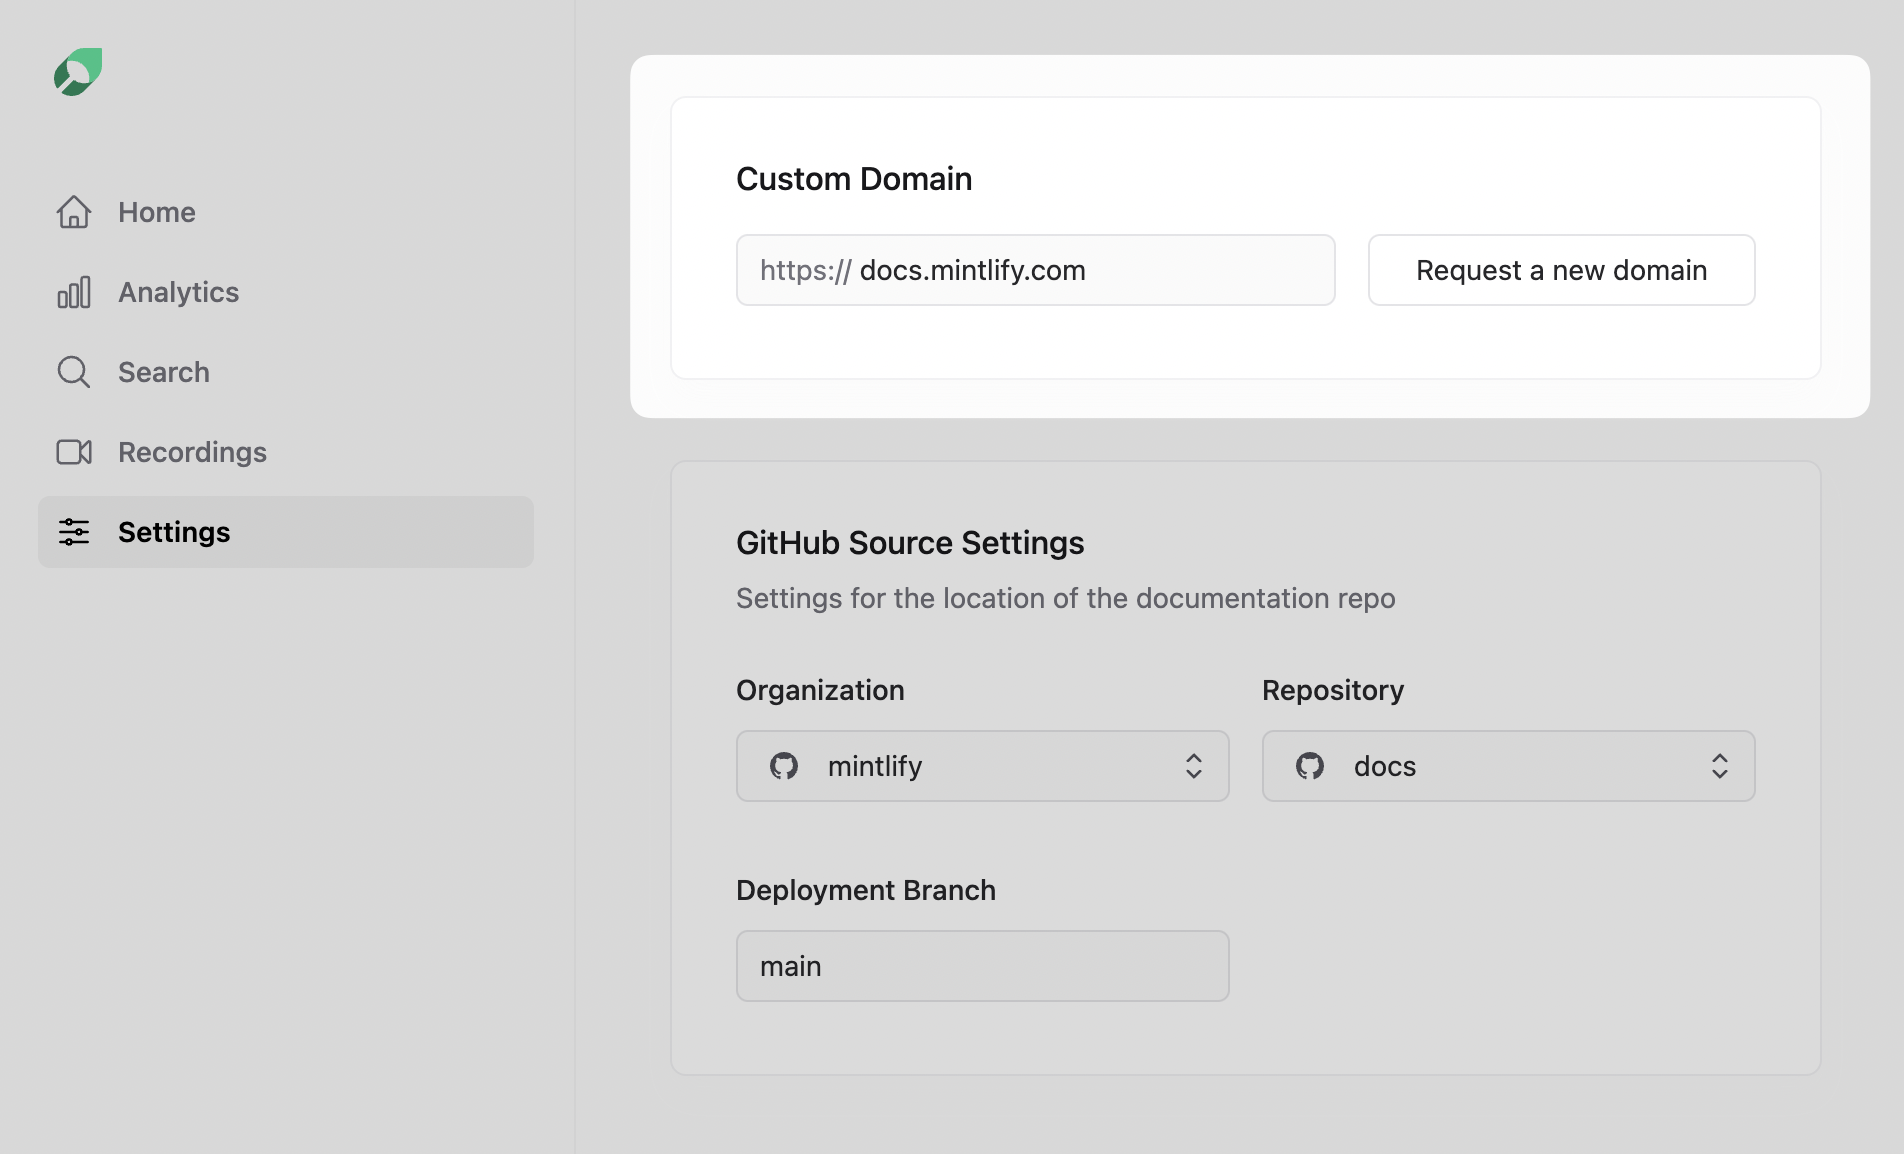 Home
Analytics
Search
Recordings
Settings
Custom Domain
https:// docs.mintlify.com
Request a new domain
GitHub Source Settings
Settings for the location of the documentation repo
Organization
Repository
mintlify
docs
Deployment Branch
main